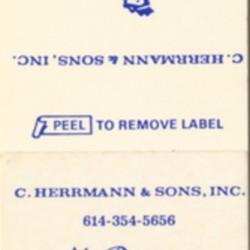 C. HERRMANN & SONS, INC.
PEEL TO REMOVE LABEL
C. HERRMANN & SONS, INC.
614-354-5656